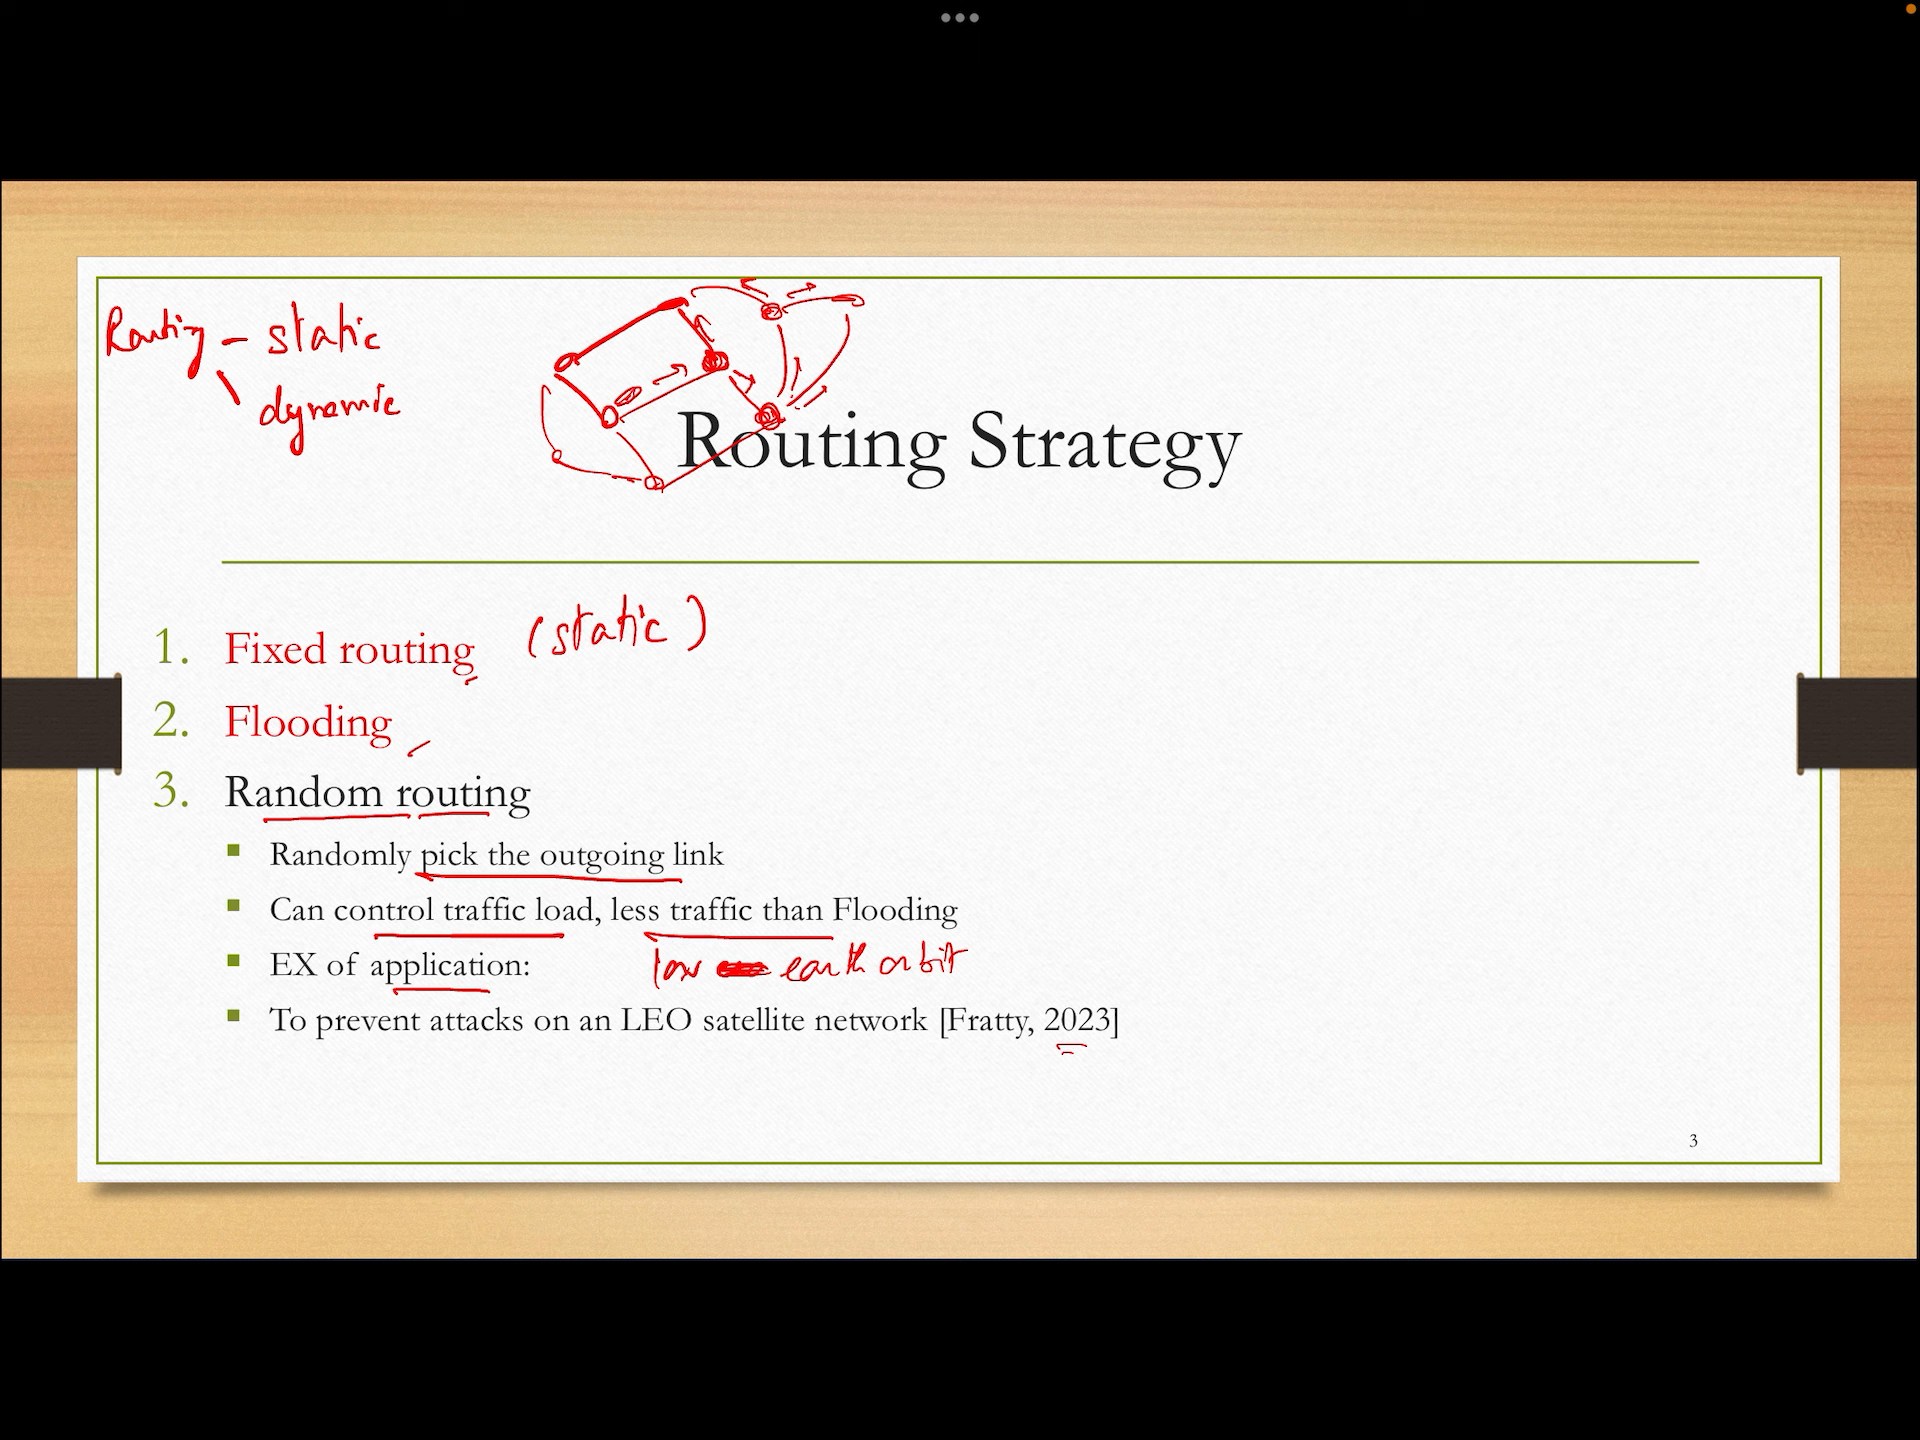 Routing - static
dynamic
Routing Strategy
1. Fixed routing (static)
2. Flooding
3. Random routing
▪ Randomly pick the outgoing link
▪ Can control traffic load, less traffic than Flooding
▪ EX of application: low earth orbit
▪ To prevent attacks on an LEO satellite network [Fratty, 2023]
3